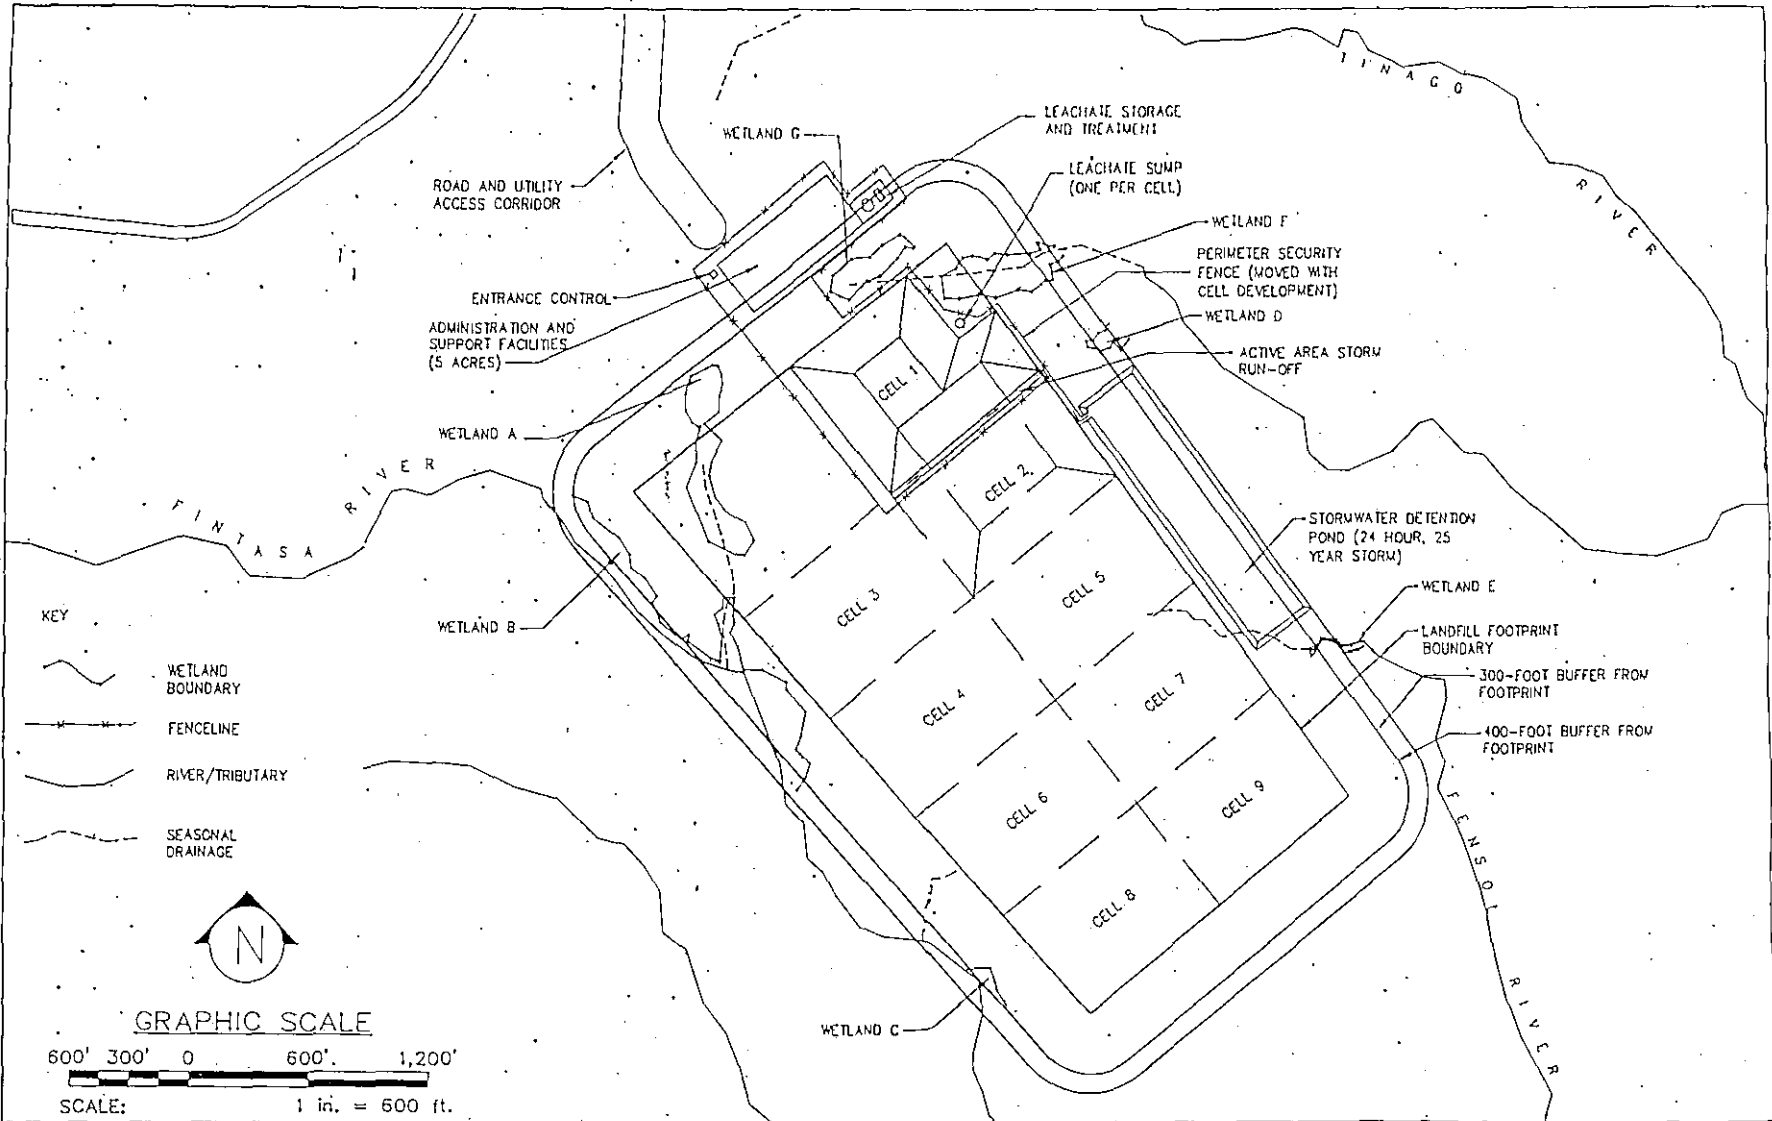 TINAGO
RIVER
LEACHATE STORAGE
AND TREATMENT
WETLAND G
LEACHATE SUMP
(ONE PER CELL)
ROAD AND UTILITY
ACCESS CORRIDOR
WETLAND F
PERIMETER SECURITY
FENCE (MOVED WITH
CELL DEVELOPMENT)
ENTRANCE CONTROL
WETLAND D
ADMINISTRATION AND
SUPPORT FACILITIES
(5 ACRES)
ACTIVE AREA STORM
RUN-OFF
CELL 1
WETLAND A
FINTASA
RIVER
CELL 2
STORMWATER DETENTION
POND (24 HOUR, 25
YEAR STORM)
CELL 3
CELL 5
WETLAND E
WETLAND B
LANDFILL FOOTPRINT
BOUNDARY
300-FOOT BUFFER FROM
FOOTPRINT
CELL 4
CELL 7
400-FOOT BUFFER FROM
FOOTPRINT
CELL 6
CELL 9
CELL 8
FENSOL
RIVER
WETLAND C
KEY
WETLAND
BOUNDARY
FENCELINE
RIVER/TRIBUTARY
SEASONAL
DRAINAGE
N
GRAPHIC SCALE
600' 300' 0 600' 1,200'
SCALE: 1 in. = 600 ft.